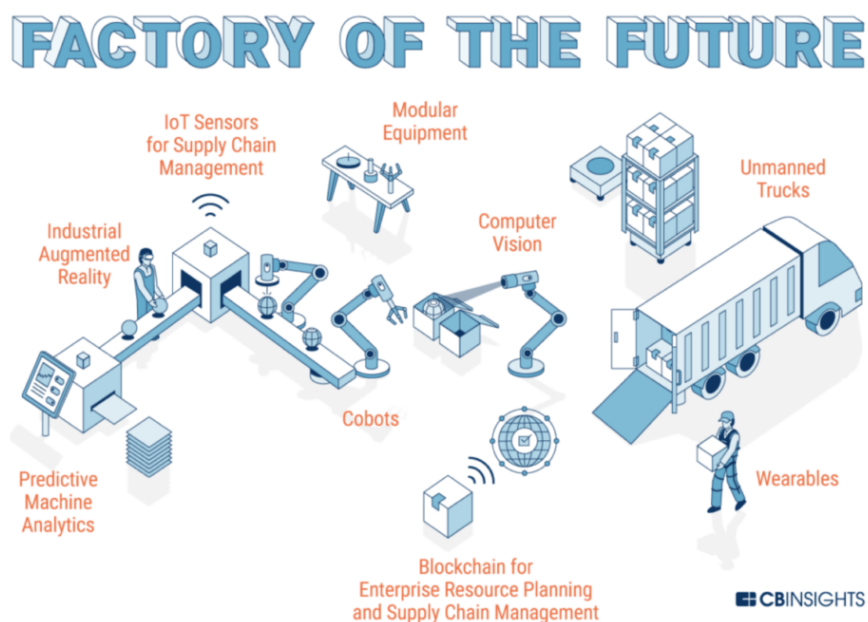 FACTORY OF THE FUTURE
IoT Sensors
for Supply Chain
Management
Modular
Equipment
Unmanned
Trucks
Industrial
Augmented
Reality
Computer
Vision
Cobots
Predictive
Machine
Analytics
Wearables
Blockchain for
Enterprise Resource Planning
and Supply Chain Management
CBINSIGHTS